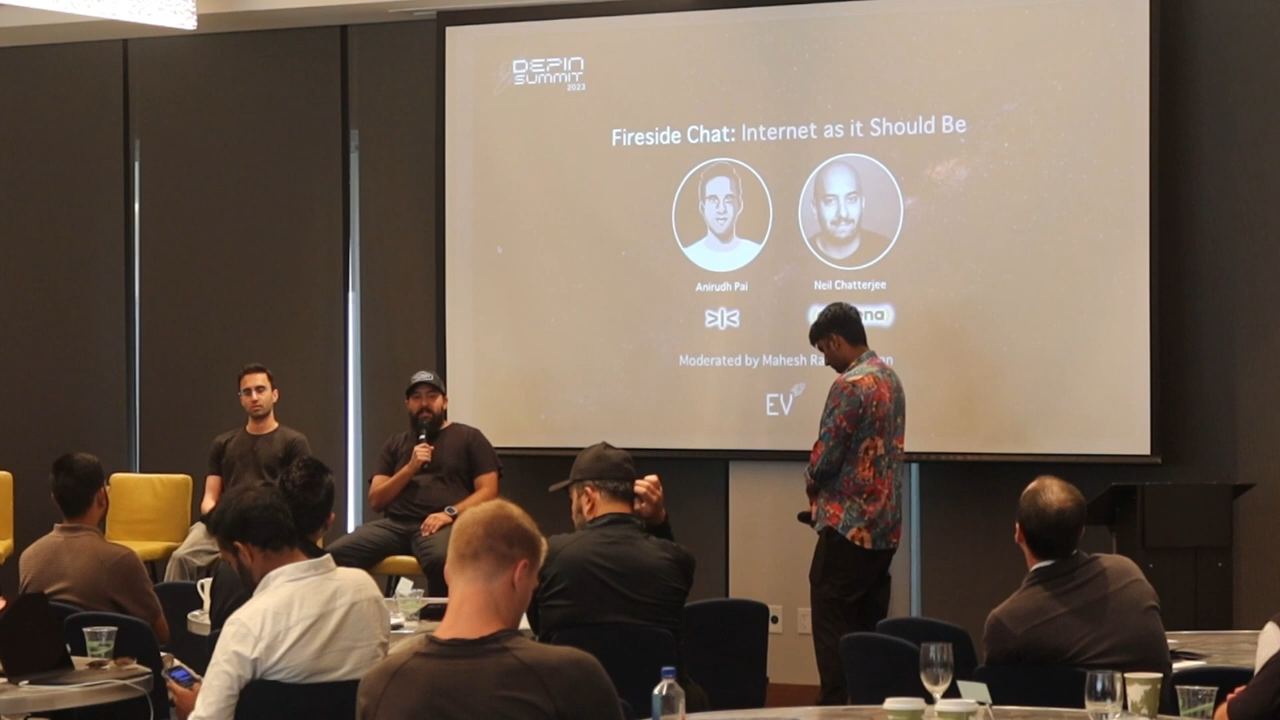 DEPIN
SUMMIT
2023
Fireside Chat: Internet as it Should Be
Anirudh Pai
Neil Chatterjee
Moderated by Mahesh
EV